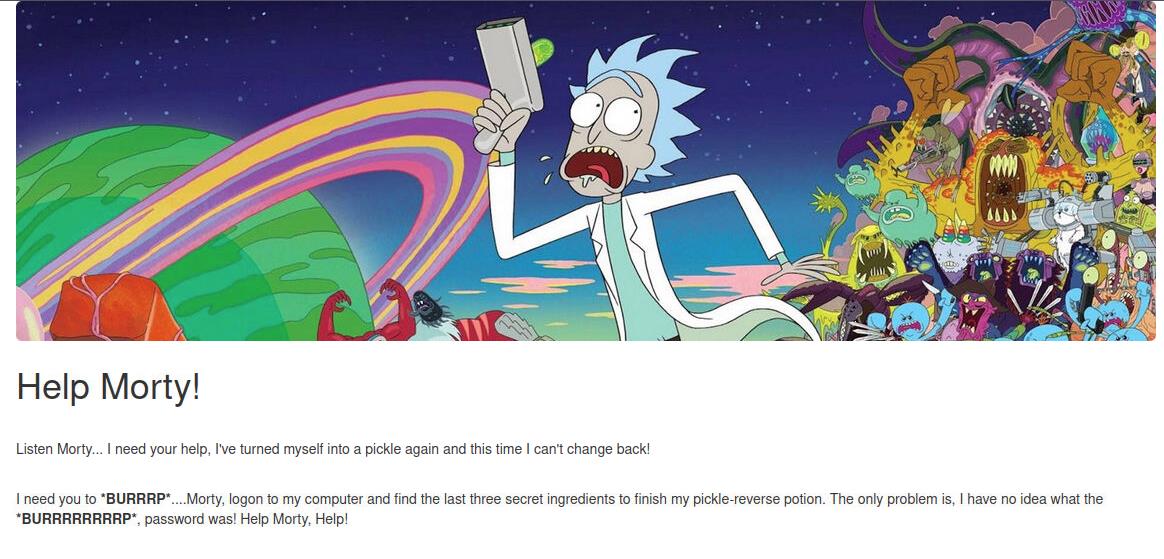 Help Morty!
Listen Morty... I need your help, I've turned myself into a pickle again and this time I can't change back!
I need you to *BURRRP*....Morty, logon to my computer and find the last three secret ingredients to finish my pickle-reverse potion. The only problem is, I have no idea what the
*BURRRRRRRRP*, password was! Help Morty, Help!